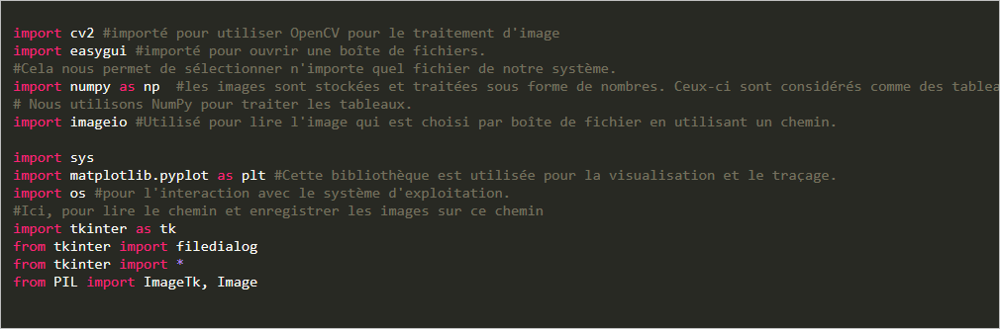 import cv2 #importé pour utiliser OpenCV pour le traitement d'image
import easygui #importé pour ouvrir une boîte de fichiers.
#Cela nous permet de sélectionner n'importe quel fichier de notre système.
import numpy as np  #les images sont stockées et traitées sous forme de nombres. Ceux-ci sont considérés comme des tablea
# Nous utilisons NumPy pour traiter les tableaux.
import imageio #Utilisé pour lire l'image qui est choisi par boîte de fichier en utilisant un chemin.
import sys
import matplotlib.pyplot as plt #Cette bibliothèque est utilisée pour la visualisation et le traçage.
import os #pour l'interaction avec le système d'exploitation.
#Ici, pour lire le chemin et enregistrer les images sur ce chemin
import tkinter as tk
from tkinter import filedialog
from tkinter import *
from PIL import ImageTk, Image